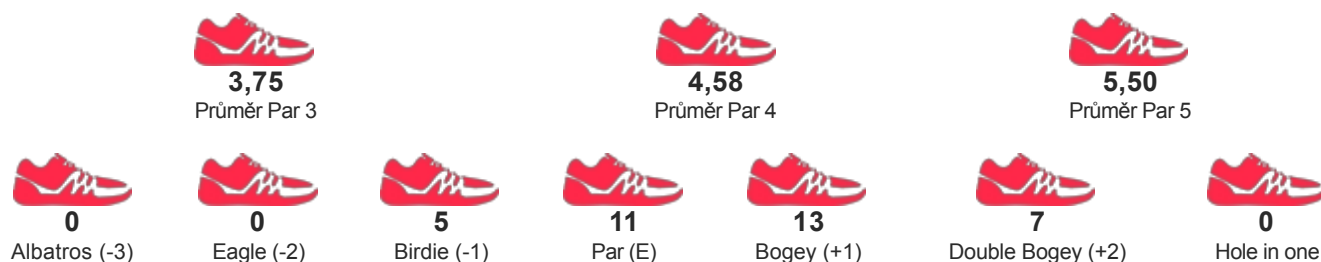 3,75 4,58 5,50
Průměr Par 3 Průměr Par 4 Průměr Par 5
0 0 5 11 13 7 0
Albatros (-3) Eagle (-2) Birdie (-1) Par (E) Bogey (+1) Double Bogey (+2) Hole in one